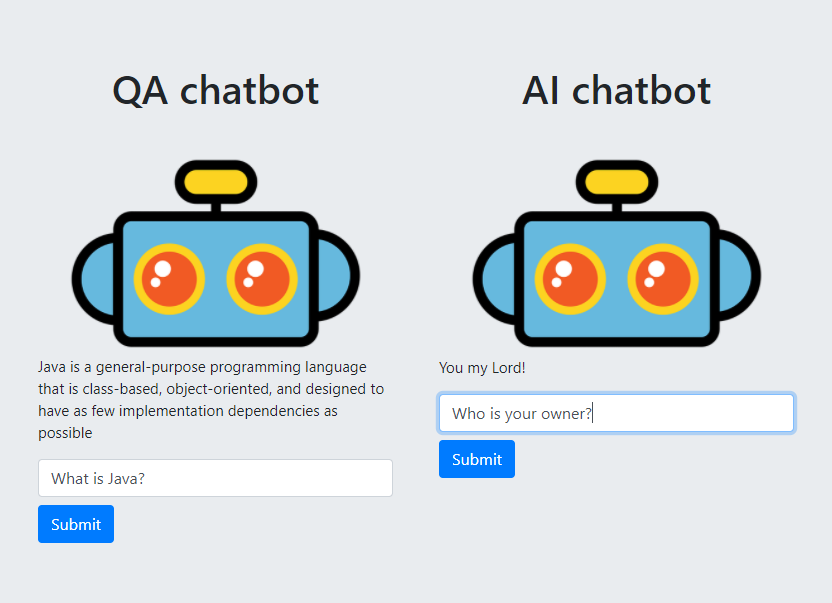 QA chatbot
Java is a general-purpose programming language
that is class-based, object-oriented, and designed to
have as few implementation dependencies as
possible
What is Java?
Submit
AI chatbot
You my Lord!
Who is your owner?
Submit